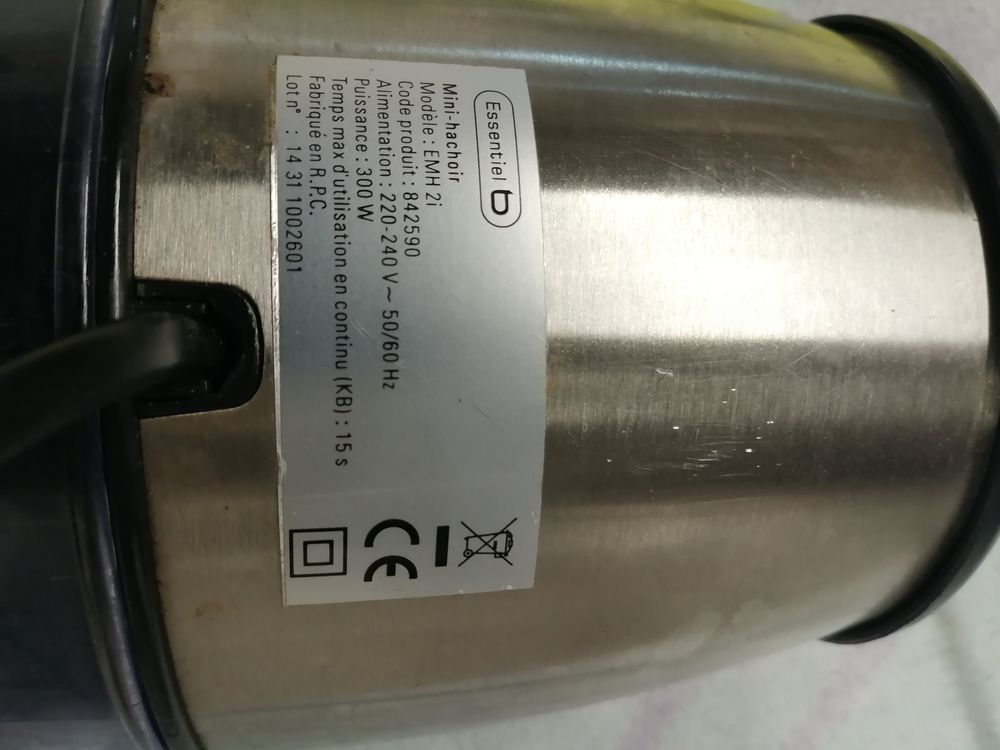 Essentiel b
Mini-hachoir
Modèle : EMH 2i
Code produit : 842590
Alimentation : 220-240 V~ 50/60 Hz
Puissance : 300 W
Temps max d'utilisation en continu (KB) : 15 s
Fabriqué en R.P.C.
Lot n° : 14 31 1002601
CE